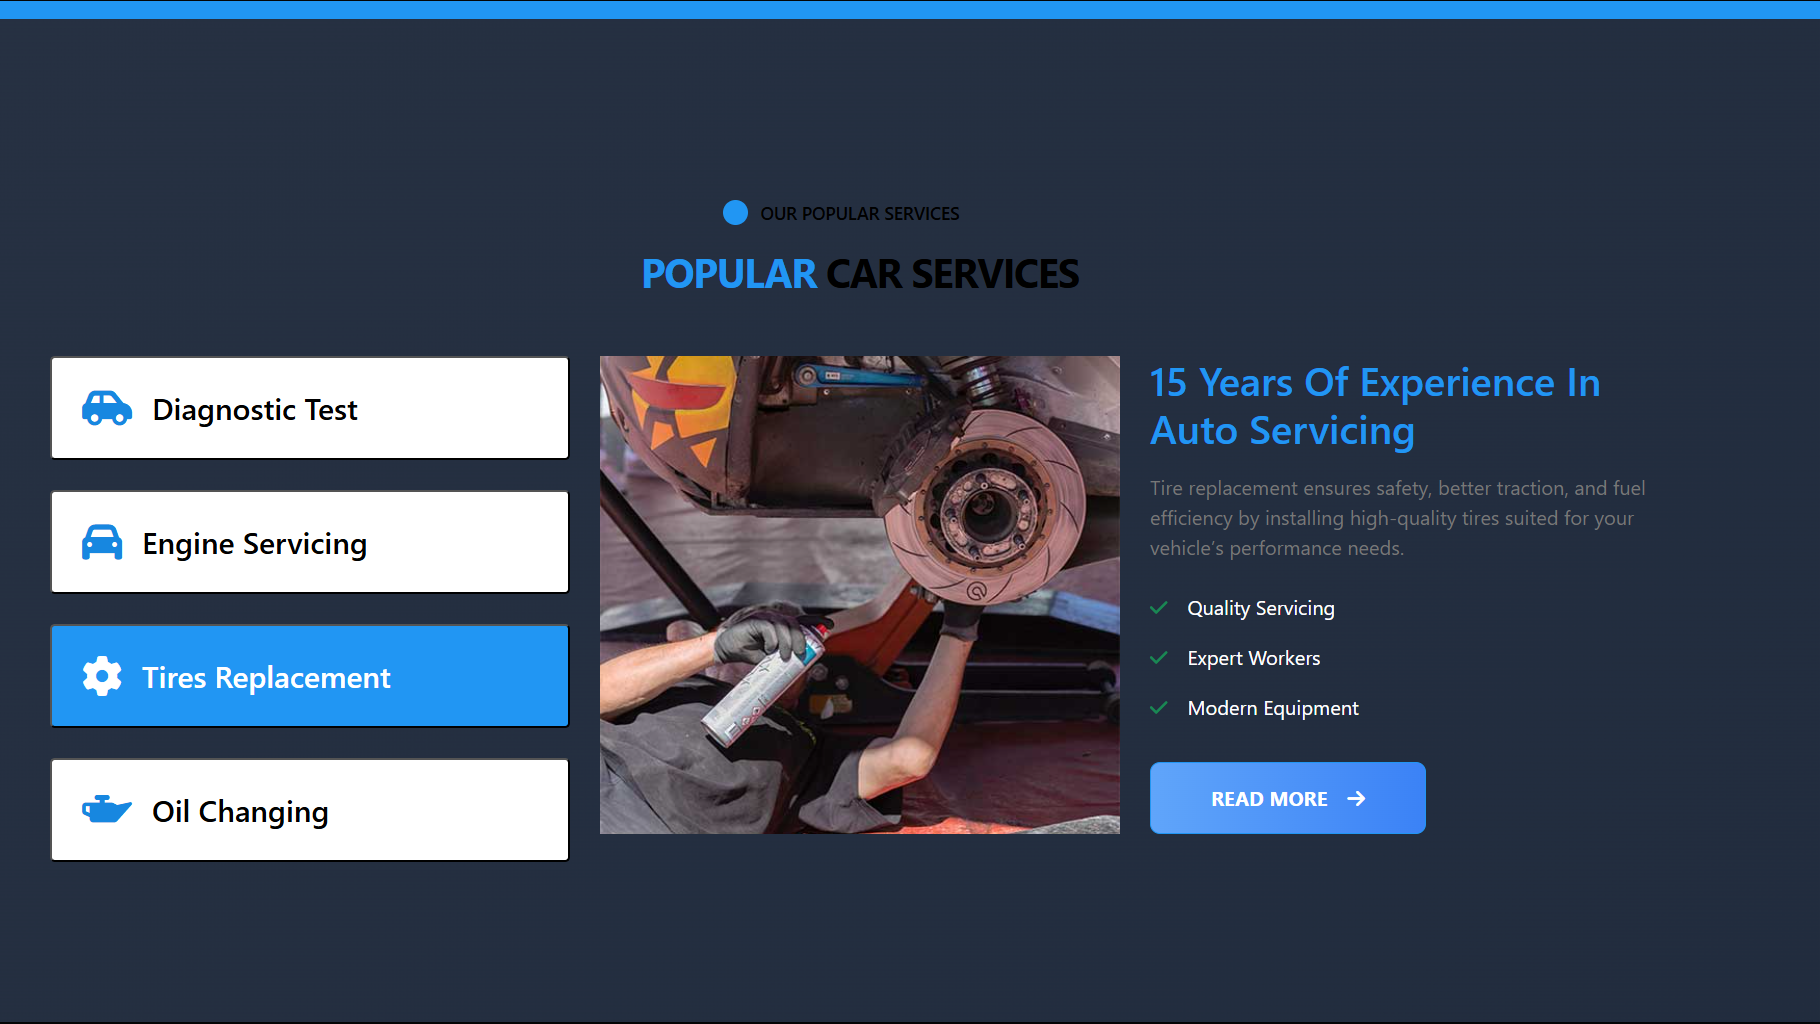 OUR POPULAR SERVICES
POPULAR CAR SERVICES
Diagnostic Test
Engine Servicing
Tires Replacement
Oil Changing
15 Years Of Experience In
Auto Servicing
Tire replacement ensures safety, better traction, and fuel
efficiency by installing high-quality tires suited for your
vehicle’s performance needs.
Quality Servicing
Expert Workers
Modern Equipment
READ MORE